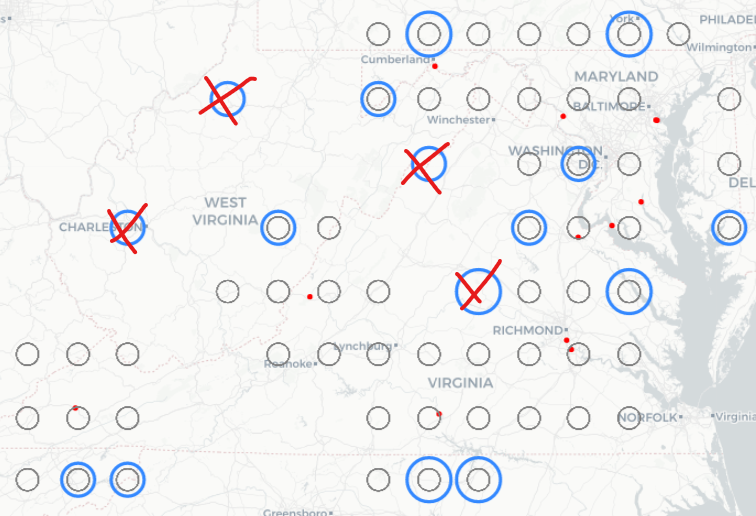 York
PHILADE
Cumberland
Wilmington
MARYLAND
BALTIMORE
Winchester
WASHINGTON
D.C.
DEL
WEST
VIRGINIA
CHARLESTON
RICHMOND
Lynchburg
Roanoke
VIRGINIA
NORFOLK
Virginia
Greensboro